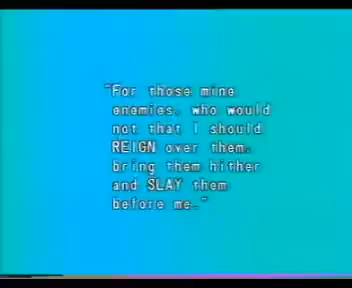 "For those mine
enemies, who would
not that I should
REIGN over them,
bring them hither
and SLAY them
before me."